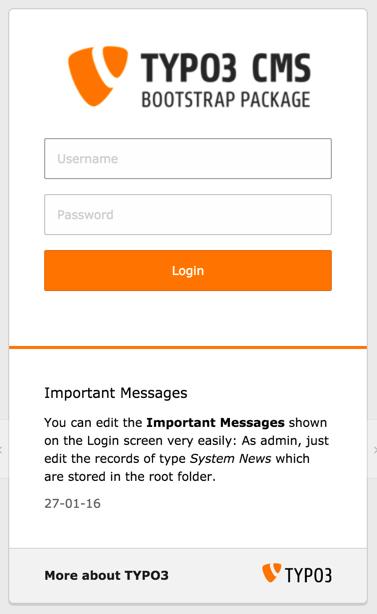 TYPO3 CMS
BOOTSTRAP PACKAGE
Username
Password
Login
Important Messages
You can edit the Important Messages shown
on the Login screen very easily: As admin, just
edit the records of type System News which
are stored in the root folder.
27-01-16
More about TYPO3
TYPO3